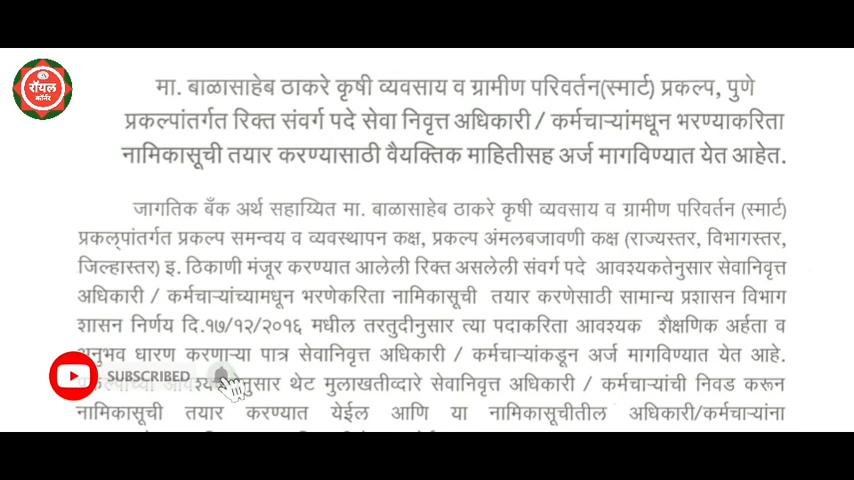 रॉयल
कॉर्नर
मा. बाळासाहेब ठाकरे कृषी व्यवसाय व ग्रामीण परिवर्तन(स्मार्ट) प्रकल्प, पुणे
प्रकल्पांतर्गत रिक्त संवर्ग पदे सेवा निवृत्त अधिकारी / कर्मचाऱ्यांमधून भरण्याकरिता
नामिकासूची तयार करण्यासाठी वैयक्तिक माहितीसह अर्ज मागविण्यात येत आहेत.
जागतिक बँक अर्थ सहाय्यित मा. बाळासाहेब ठाकरे कृषी व्यवसाय व ग्रामीण परिवर्तन (स्मार्ट)
प्रकल्पांतर्गत प्रकल्प समन्वय व व्यवस्थापन कक्ष, प्रकल्प अंमलबजावणी कक्ष (राज्यस्तर, विभागस्तर,
जिल्हास्तर) इ. ठिकाणी मंजूर करण्यात आलेली रिक्त असलेली संवर्ग पदे आवश्यकतेनुसार सेवानिवृत्त
अधिकारी / कर्मचाऱ्यांच्यामधून भरणेकरिता नामिकासूची तयार करणेसाठी सामान्य प्रशासन विभाग
शासन निर्णय दि.१७/१२/२०१६ मधील तरतुदीनुसार त्या पदाकरिता आवश्यक शैक्षणिक अर्हता व
अनुभव धारण करणाऱ्या पात्र सेवानिवृत्त अधिकारी / कर्मचाऱ्यांकडून अर्ज मागविण्यात येत आहे.
SUBSCRIBED
थेट मुलाखतीव्दारे सेवानिवृत्त अधिकारी / कर्मचाऱ्यांची निवड करून
नामिकासूची तयार करण्यात येईल आणि या नामिकासूचीतील अधिकारी/कर्मचाऱ्यांना